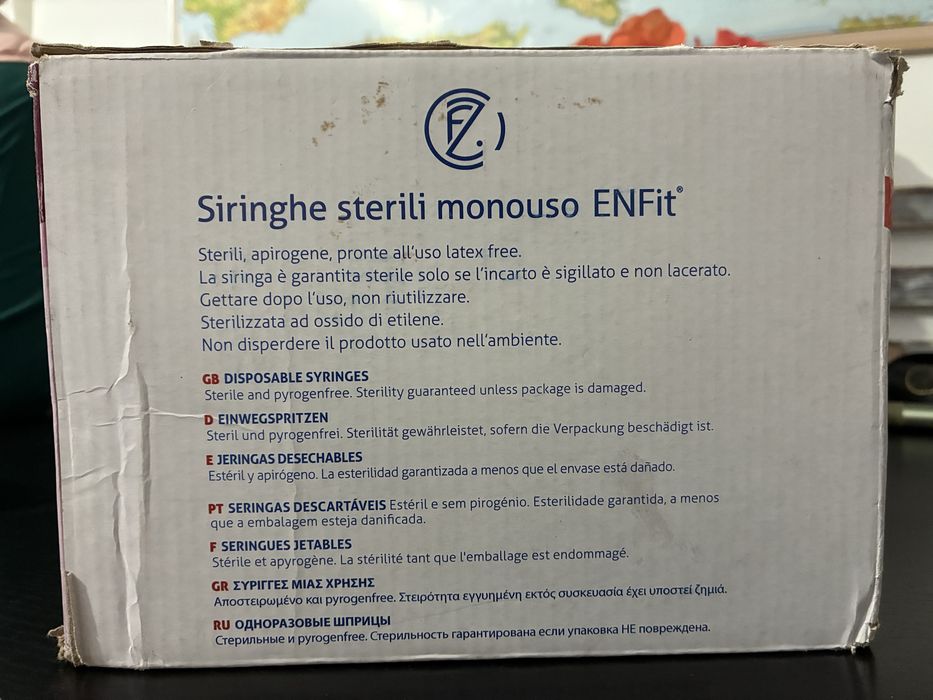 FZ
Siringhe sterili monouso ENFit®
Sterili, apirogene, pronte all'uso latex free.
La siringa è garantita sterile solo se l'incarto è sigillato e non lacerato.
Gettare dopo l'uso, non riutilizzare.
Sterilizzata ad ossido di etilene.
Non disperdere il prodotto usato nell'ambiente.
GB DISPOSABLE SYRINGES
Sterile and pyrogenfree. Sterility guaranteed unless package is damaged.
D EINWEGSPRITZEN
Steril und pyrogenfrei. Sterilität gewährleistet, sofern die Verpackung beschädigt ist.
E JERINGAS DESECHABLES
Estéril y apirógeno. La esterilidad garantizada a menos que el envase está dañado.
PT SERINGAS DESCARTÁVEIS Estéril e sem pirogénio. Esterilidade garantida, a menos
que a embalagem esteja danificada.
F SERINGUES JETABLES
Stérile et apyrogène. La stérilité tant que l'emballage est endommagé.
GR ΣΥΡΙΓΓΕΣ ΜΙΑΣ ΧΡΗΣΗΣ
Αποστειρωμένο και pyrogenfree. Στειρότητα εγγυημένη εκτός συσκευασία έχει υποστεί ζημιά.
RU ОДНОРАЗОВЫЕ ШПРИЦЫ
Стерильные и pyrogenfree. Стерильность гарантирована если упаковка НЕ повреждена.